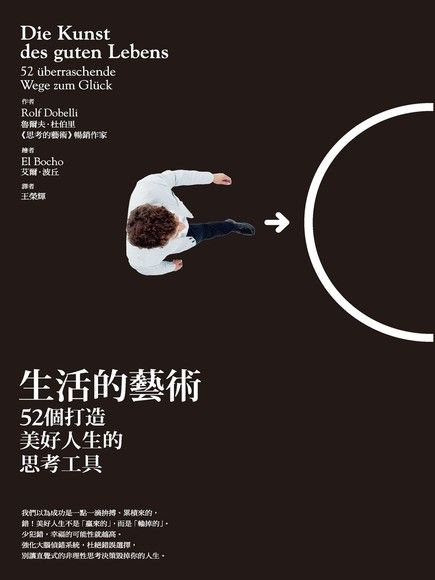 Die Kunst
des guten Lebens
52 überraschende
Wege zum Glück
作者
Rolf Dobelli
魯爾夫·杜伯里
《思考的藝術》暢銷作家
繪者
El Bocho
艾爾·波丘
譯者
王榮輝
生活的藝術
52個打造
美好人生的
思考工具
我們以為成功是一點一滴拚搏、累積來的，
錯！美好人生不是「贏來的」，而是「輸掉的」。
少犯錯，幸福的可能性就越高。
強化大腦偵錯系統，杜絕錯誤選擇，
別讓直覺式的非理性思考決策毀掉你的人生。